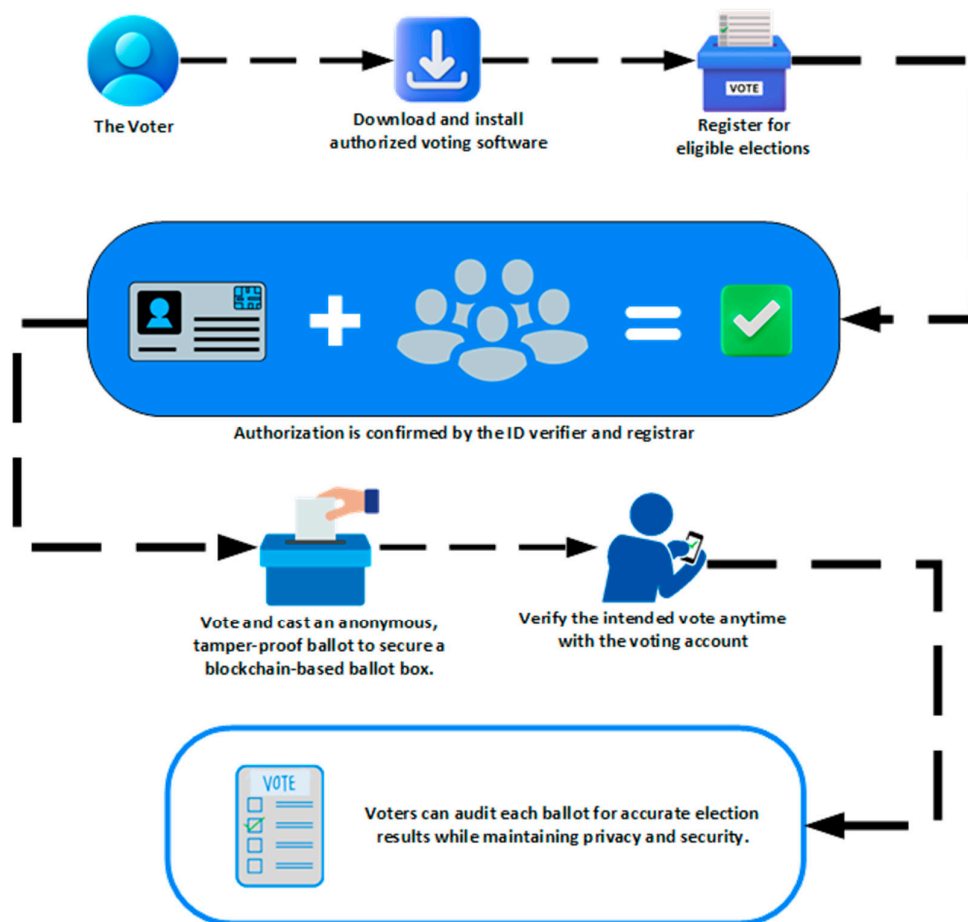 The Voter
Download and install
authorized voting software
VOTE
Register for
eligible elections
Authorization is confirmed by the ID verifier and registrar
Vote and cast an anonymous,
tamper-proof ballot to secure a
blockchain-based ballot box.
Verify the intended vote anytime
with the voting account
VOTE
Voters can audit each ballot for accurate election
results while maintaining privacy and security.